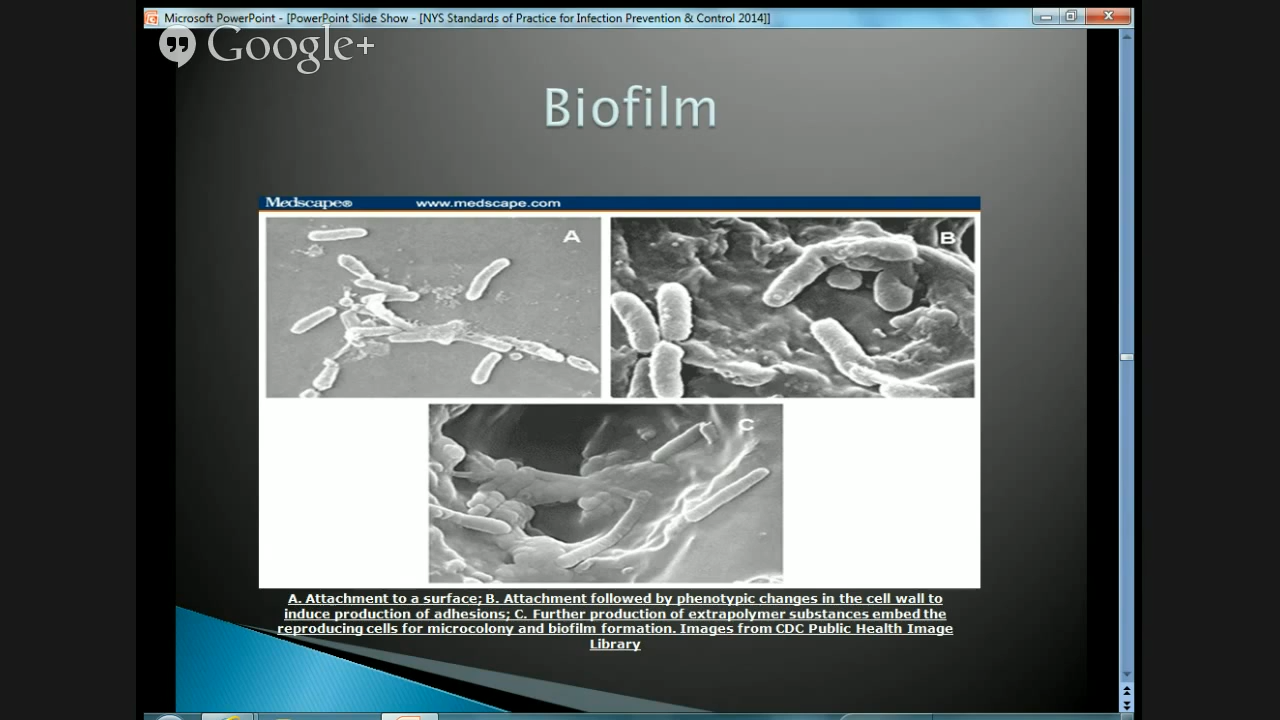 Microsoft PowerPoint - [PowerPoint Slide Show - [NYS Standards of Practice for Infection Prevention & Control 2014]]
Google+
Biofilm
Medscape® www.medscape.com
A
B
C
A. Attachment to a surface; B. Attachment followed by phenotypic changes in the cell wall to
induce production of adhesions; C. Further production of extrapolymer substances embed the
reproducing cells for microcolony and biofilm formation. Images from CDC Public Health Image
Library